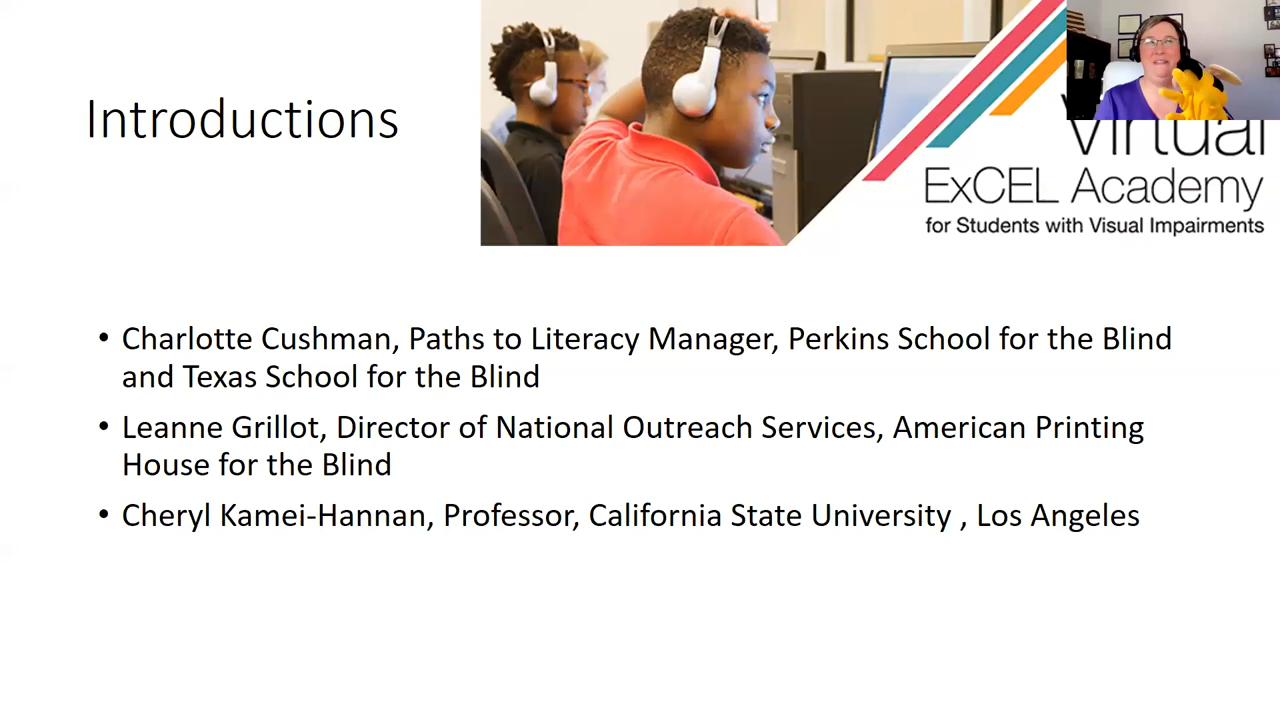 Introductions
Virtual
ExCEL Academy
for Students with Visual Impairments
• Charlotte Cushman, Paths to Literacy Manager, Perkins School for the Blind
and Texas School for the Blind
• Leanne Grillot, Director of National Outreach Services, American Printing
House for the Blind
• Cheryl Kamei-Hannan, Professor, California State University , Los Angeles